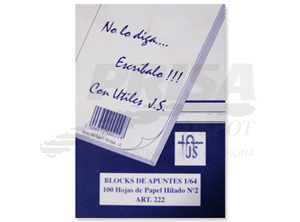 No lo diga....
Escríbalo !!!
Con Utiles J.S.
JS
BLOCKS DE APUNTES 1/64
100 Hojas de Papel Hilado Nº2
ART. 222